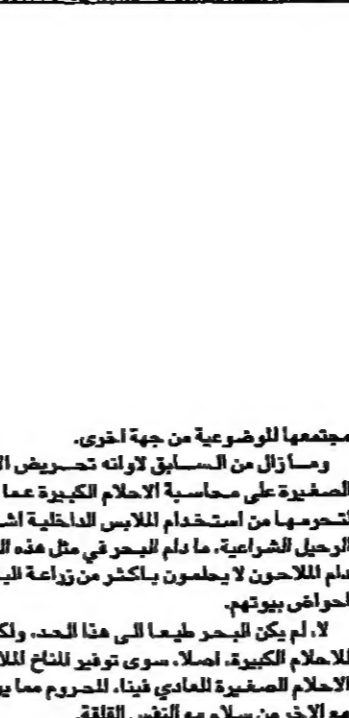 مجتمعها الموضوعية من جهة اخرى.
وما زال من السابق لاوانه تحريض
الصغيرة على محاسبة الاحلام الكبيرة عما
لتحرمها من استخدام الملابس الداخلية
الرحيل الشراعية، ما دام البحر في مثل هذه
دام الملاحون لا يحلمون باكثر من زراعة
احواض بيوتهم.
لا، لم يكن البحر طيعا الى هذا الحد، ولكن
للاحلام الكبيرة، اصلا، سوى توفير المناخ
الاحلام الصغيرة للعادي فينا، المحروم مما
مع الاخر من سلام مع النفس القلقة.